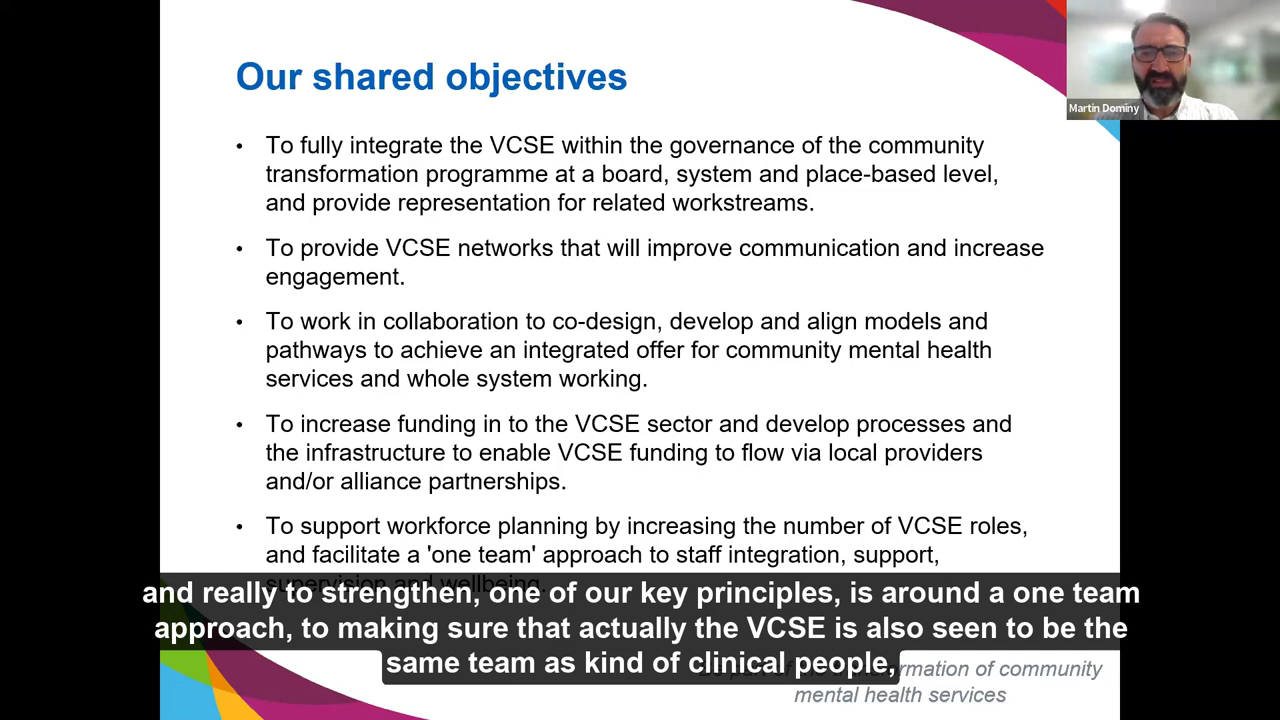 Our shared objectives
Martin Dominy
• To fully integrate the VCSE within the governance of the community
transformation programme at a board, system and place-based level,
and provide representation for related workstreams.
• To provide VCSE networks that will improve communication and increase
engagement.
• To work in collaboration to co-design, develop and align models and
pathways to achieve an integrated offer for community mental health
services and whole system working.
• To increase funding in to the VCSE sector and develop processes and
the infrastructure to enable VCSE funding to flow via local providers
and/or alliance partnerships.
• To support workforce planning by increasing the number of VCSE roles,
and facilitate a 'one team' approach to staff integration, support,
supervision and wellbeing.
and really to strengthen, one of our key principles, is around a one team
approach, to making sure that actually the VCSE is also seen to be the
same team as kind of clinical people,
of community
mental health services